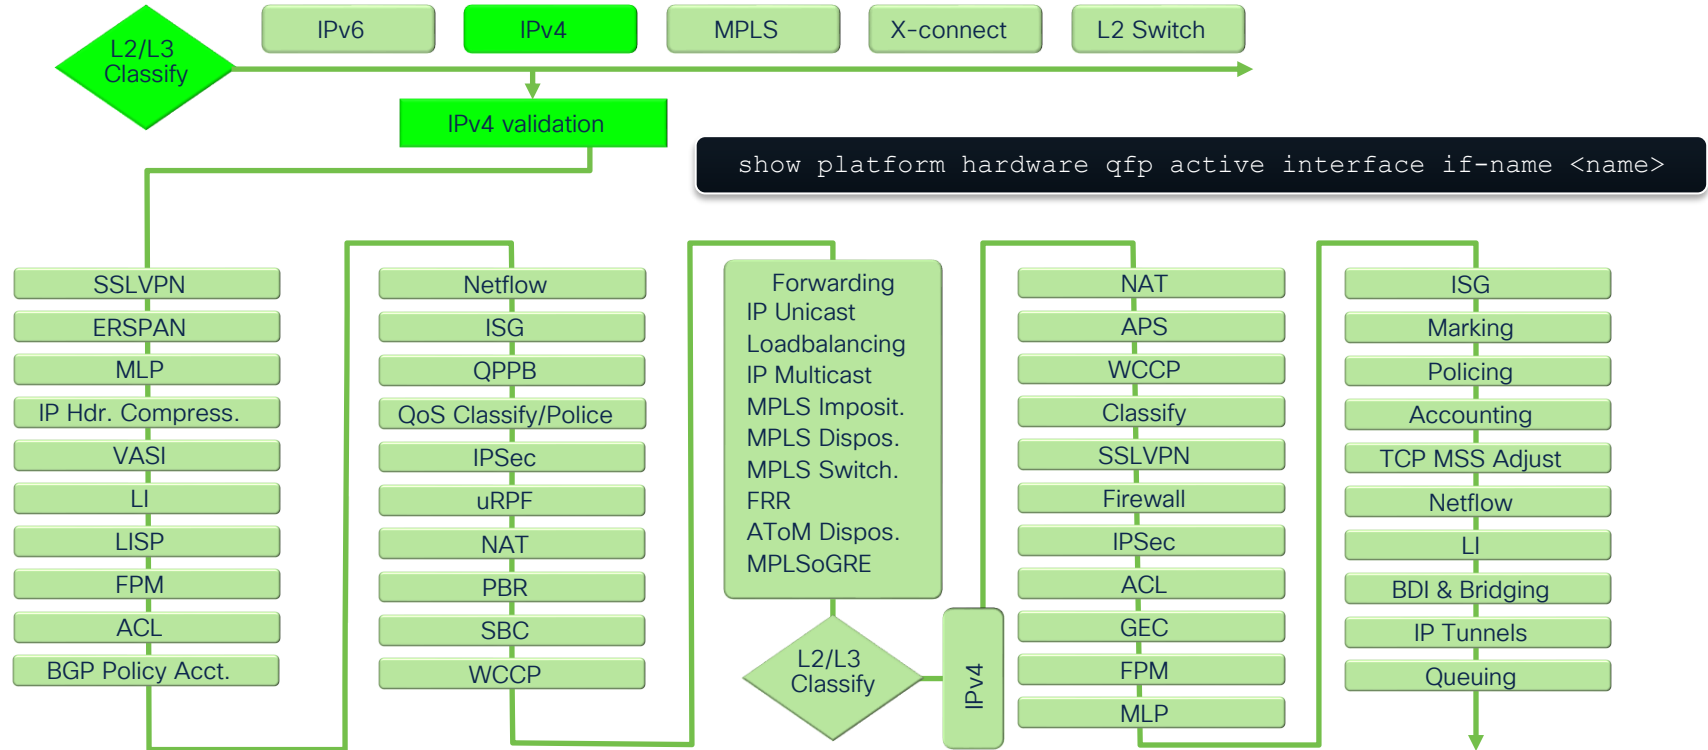 L2/L3
Classify
IPv6
IPv4
MPLS
X-connect
L2 Switch
IPv4 validation
show platform hardware qfp active interface if-name <name>
SSLVPN
ERSPAN
MLP
IP Hdr. Compress.
VASI
LI
LISP
FPM
ACL
BGP Policy Acct.
Netflow
ISG
QPPB
QoS Classify/Police
IPSec
uRPF
NAT
PBR
SBC
WCCP
Forwarding
IP Unicast
Loadbalancing
IP Multicast
MPLS Imposit.
MPLS Dispos.
MPLS Switch.
FRR
AToM Dispos.
MPLSoGRE
L2/L3
Classify
IPv4
NAT
APS
WCCP
Classify
SSLVPN
Firewall
IPSec
ACL
GEC
FPM
MLP
ISG
Marking
Policing
Accounting
TCP MSS Adjust
Netflow
LI
BDI & Bridging
IP Tunnels
Queuing